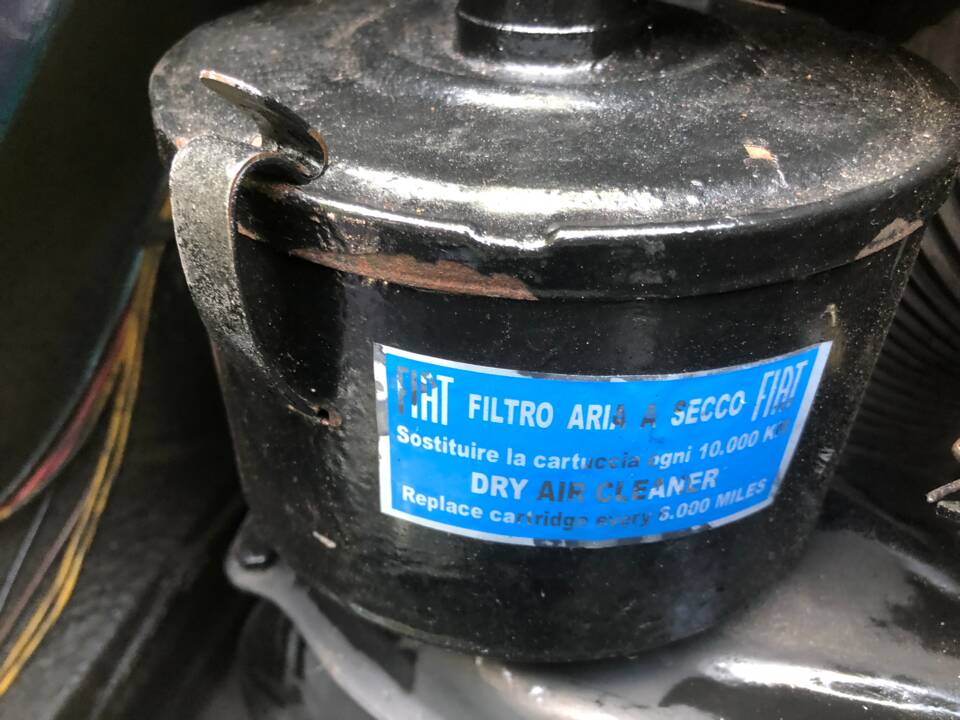 FIAT FILTRO ARIA A SECCO FIAT
Sostituire la cartuccia ogni 10.000 KM
DRY AIR CLEANER
Replace cartridge every 6.000 MILES